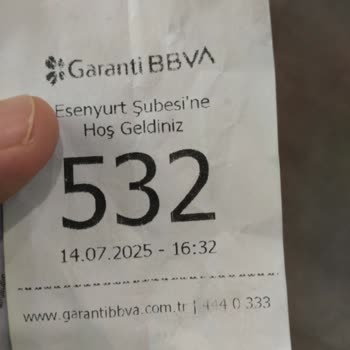 Garanti BBVA
Esenyurt Şubesi'ne
Hoş Geldiniz
532
14.07.2025 - 16:32
www.garantibbva.com.tr | 444 0 333